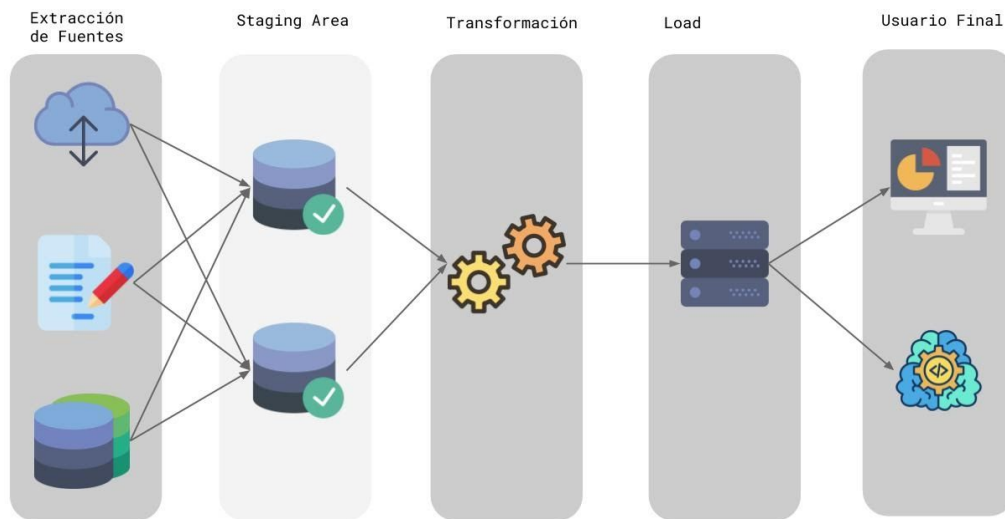 Extracción
de Fuentes
Staging Area
Transformación
Load
Usuario Final